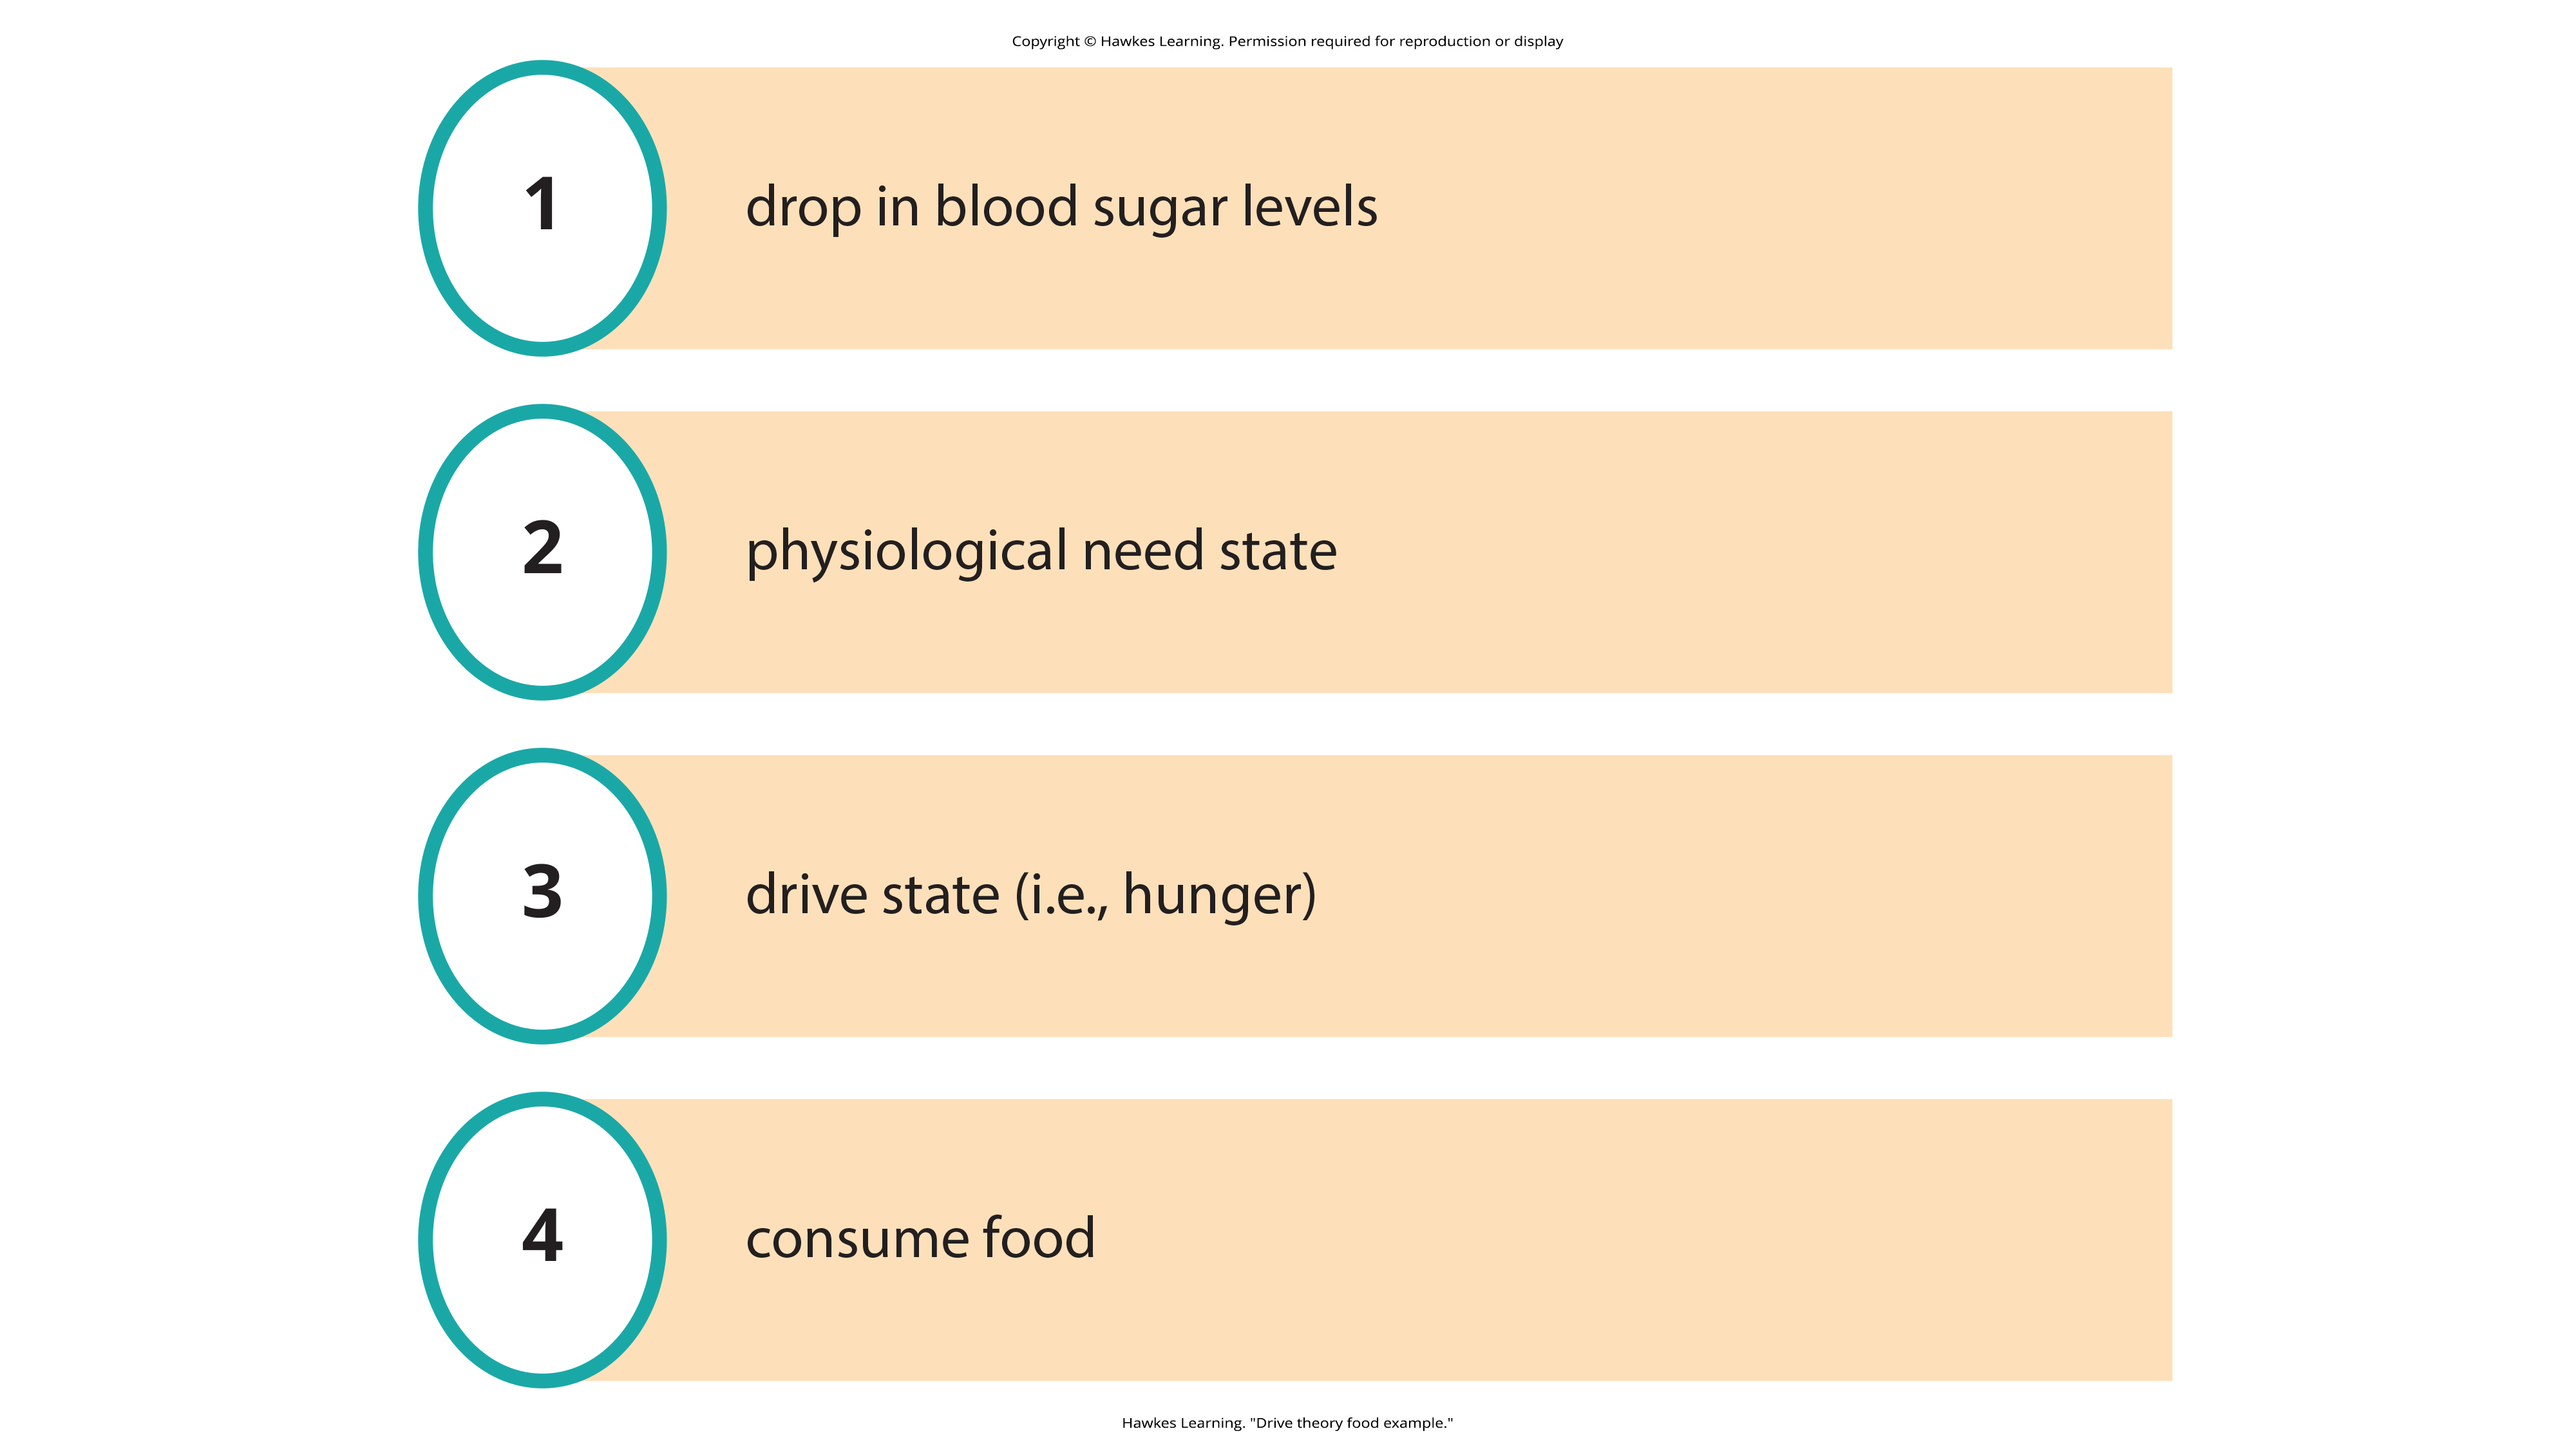 Copyright © Hawkes Learning. Permission required for reproduction or display
1
drop in blood sugar levels
2
physiological need state
3
drive state (i.e., hunger)
4
consume food
Hawkes Learning. "Drive theory food example."